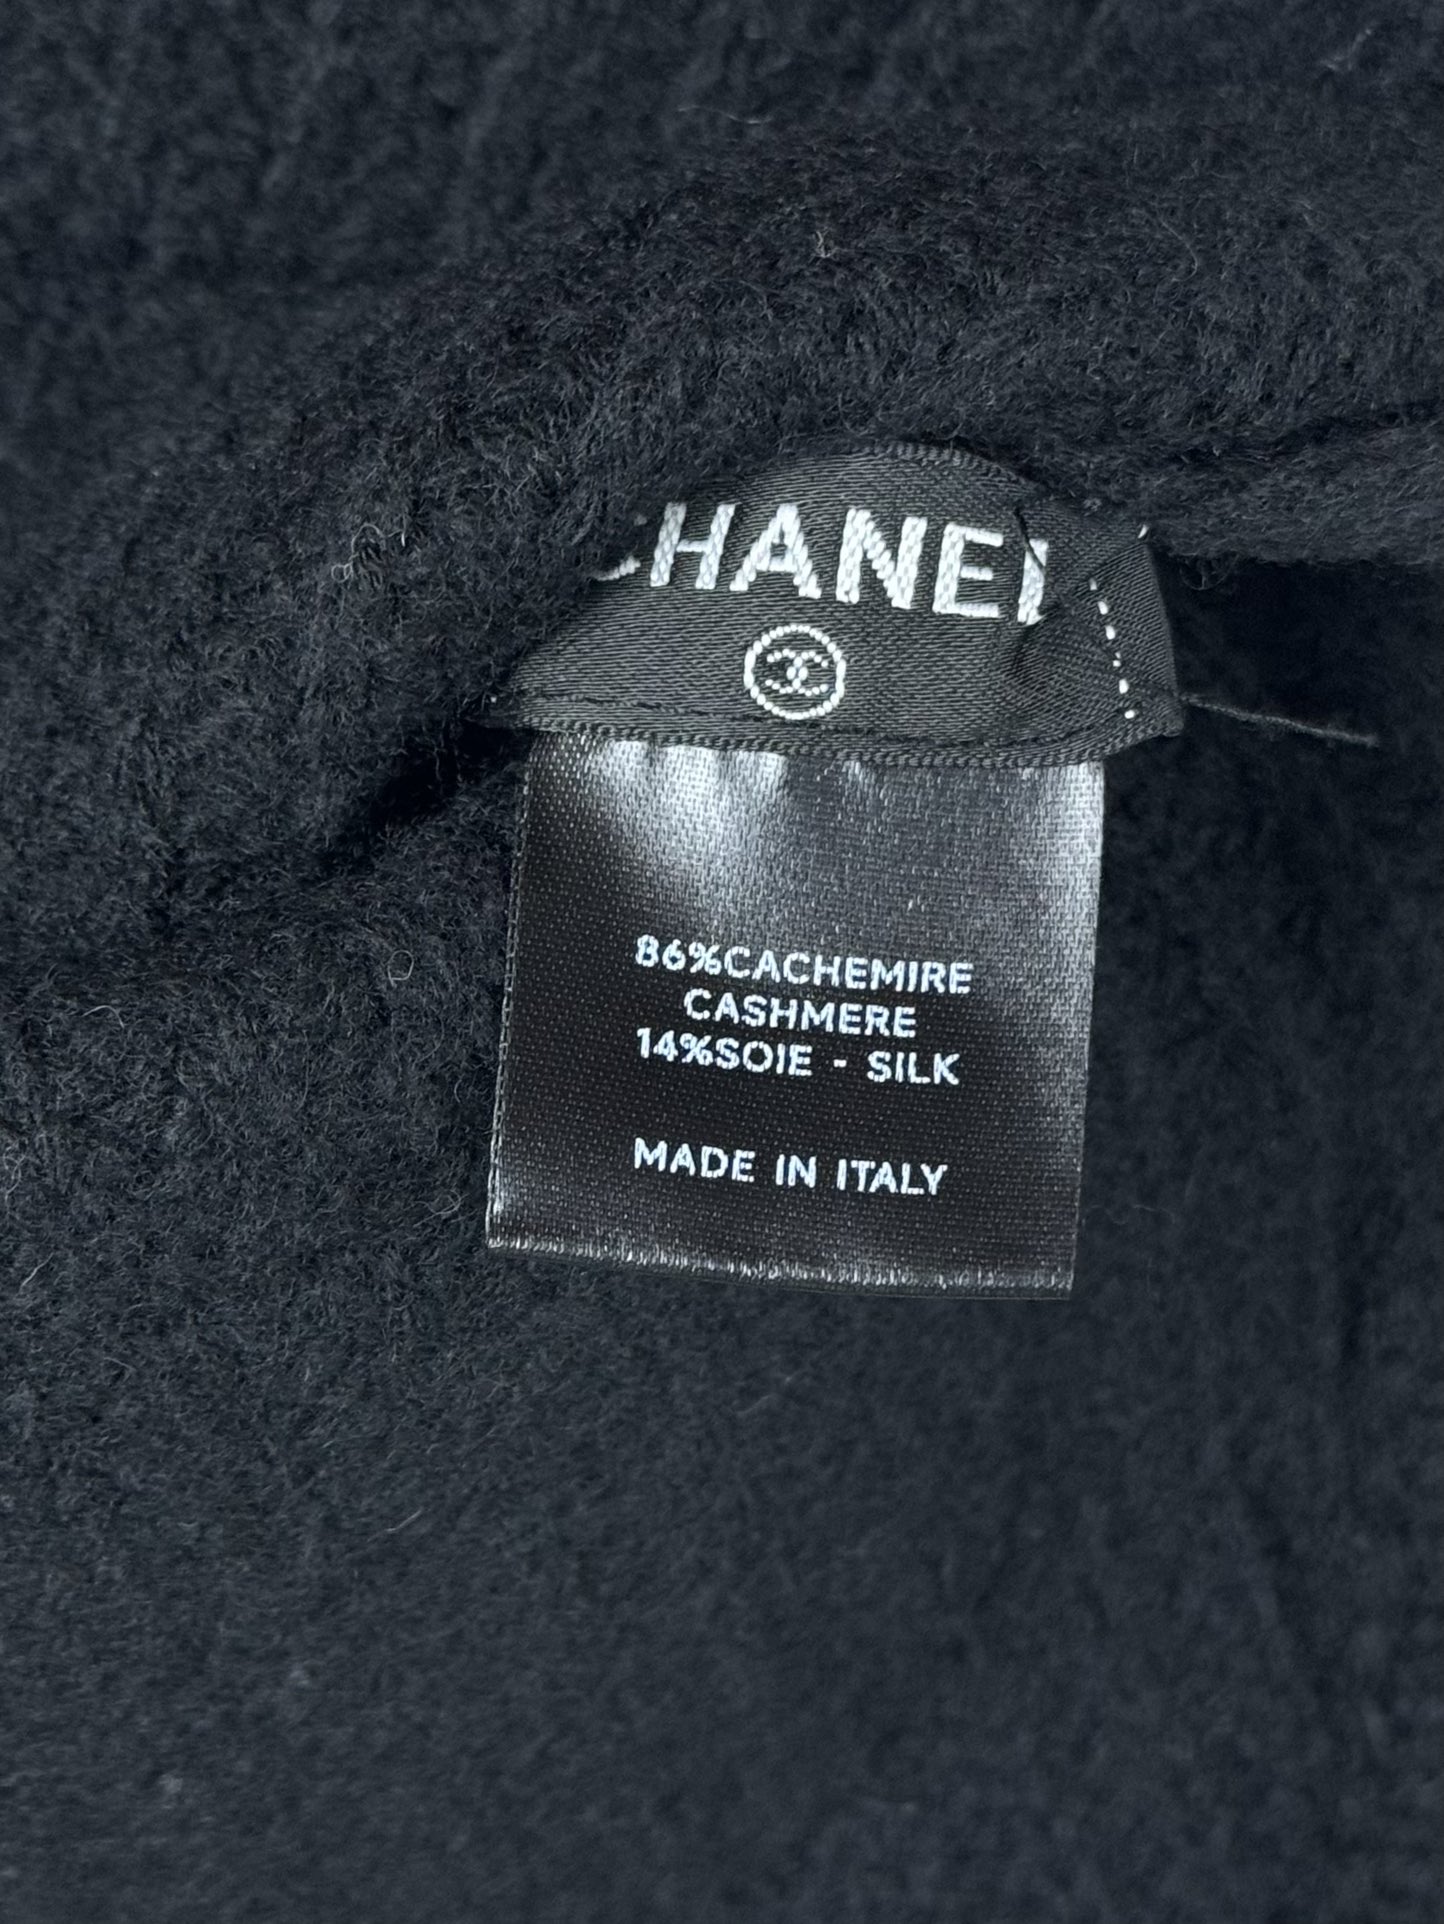 CHANEL
86%CACHEMIRE
CASHMERE
14%SOIE - SILK
MADE IN ITALY